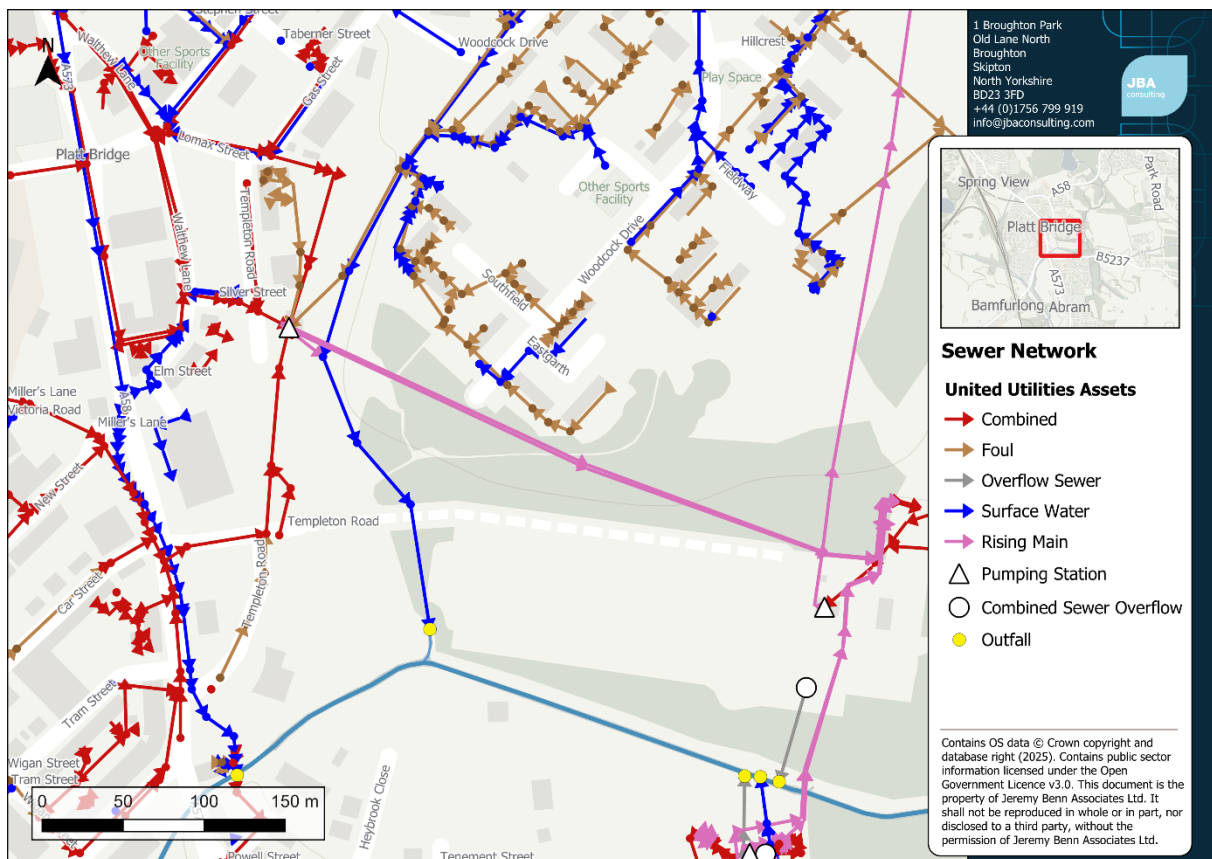 Stephen Street
Taberner Street
Woodcock Drive
Hillcrest
Walthew Lane
Other Sports
Facility
N
A573
Gas Street
Play Space
Lomax Street
Platt Bridge
Fieldway
Other Sports
Facility
Templeton Road
Walthew Lane
Woodcock Drive
Southfield
Silver Street
Eastgarth
Elm Street
Miller's Lane
Victoria Road
A58
Miller's Lane
New Street
Templeton Road
Car Street
Templeton Road
Tram Street
Wigan Street
Tram Street
Heybrook Close
0 50 100 150 m
Powell Street
Tenement Street
1 Broughton Park
Old Lane North
Broughton
Skipton
North Yorkshire
BD23 3FD
+44 (0)1756 799 919
info@jbaconsulting.com
JBA
consulting
Spring View
A58
Park Road
Platt Bridge
B5237
A573
Bamfurlong
Abram
Sewer Network
United Utilities Assets
Combined
Foul
Overflow Sewer
Surface Water
Rising Main
Pumping Station
Combined Sewer Overflow
Outfall
Contains OS data © Crown copyright and
database right (2025). Contains public sector
information licensed under the Open
Government Licence v3.0. This document is the
property of Jeremy Benn Associates Ltd. It
shall not be reproduced in whole or in part, nor
disclosed to a third party, without the
permission of Jeremy Benn Associates Ltd.